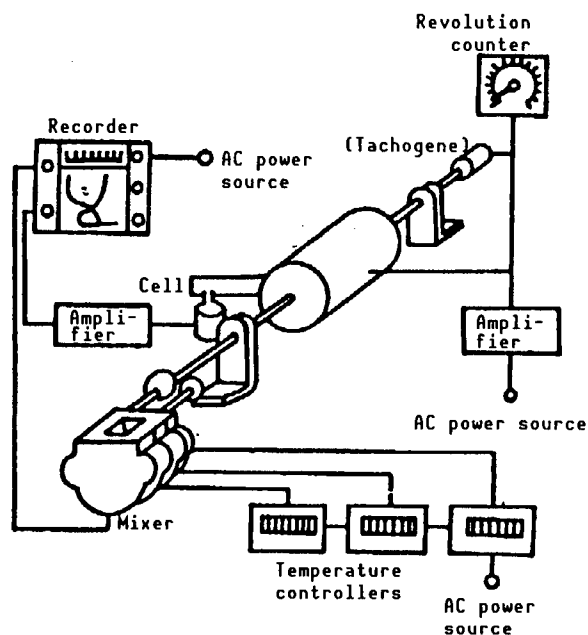 Revolution
counter
Recorder
AC power
source
(Tachogene)
Cell
Ampli-
fier
Ampli-
fier
AC power source
Mixer
Temperature
controllers
AC power
source